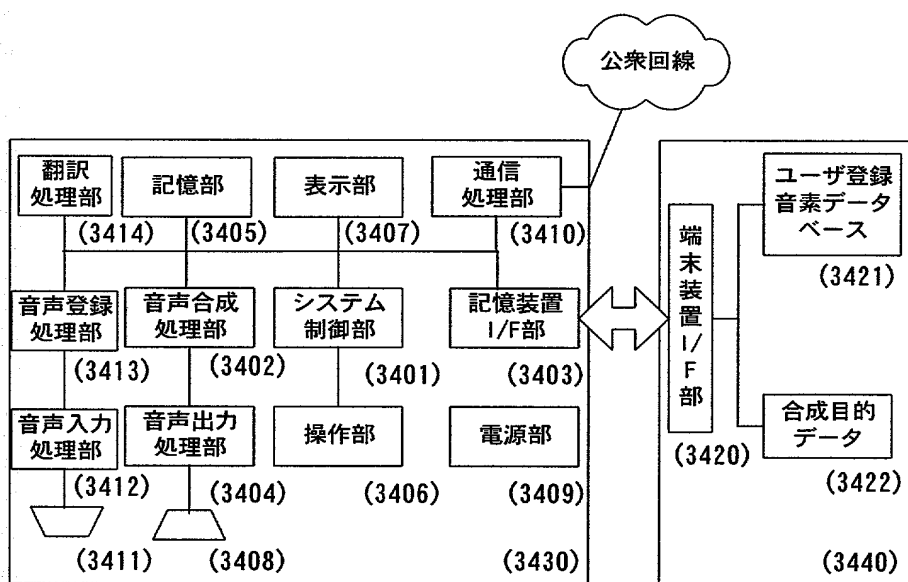 公衆回線
翻訳
処理部
(3414)
記憶部
(3405)
表示部
(3407)
通信
処理部
(3410)
音声登録
処理部
(3413)
音声合成
処理部
(3402)
システム
制御部
(3401)
記憶装置
I/F部
(3403)
音声入力
処理部
(3412)
音声出力
処理部
(3404)
操作部
(3406)
電源部
(3409)
(3411)
(3408)
(3430)
端末装置I/F部
(3420)
ユーザ登録
音素データ
ベース
(3421)
合成目的
データ
(3422)
(3440)